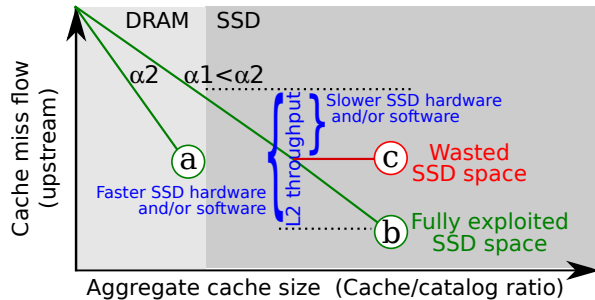 DRAM SSD
α2 α1<α2
Slower SSD hardware
and/or software
L2 throughput
a
c
Wasted
SSD space
Faster SSD hardware
and/or software
b
Fully exploited
SSD space
Cache miss flow
(upstream)
Aggregate cache size (Cache/catalog ratio)